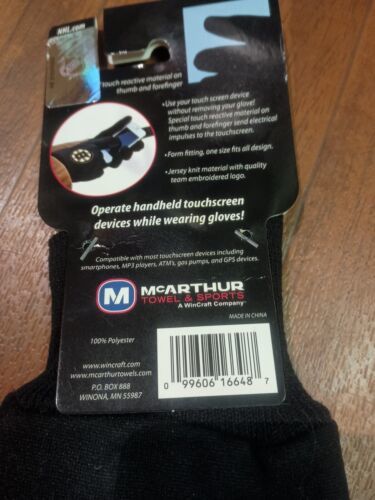 NHL.com
touch reactive material on
thumb and forefinger
•Use your touch screen device
without removing your glove!
Special touch reactive material on
thumb and forefinger send electrical
impulses to the touchscreen.
•Form fitting, one size fits all design.
•Jersey knit material with quality
team embroidered logo.
Operate handheld touchscreen
devices while wearing gloves!
Compatible with most touchscreen devices including
smartphones, MP3 players, ATM's, gas pumps, and GPS devices.
M
McARTHUR
TOWEL & SPORTS
A WinCraft Company
MADE IN CHINA
100% Polyester
www.wincraft.com
www.mcarthurtowels.com
P.O. BOX 888
WINONA, MN 55987
0 99606 16648 7